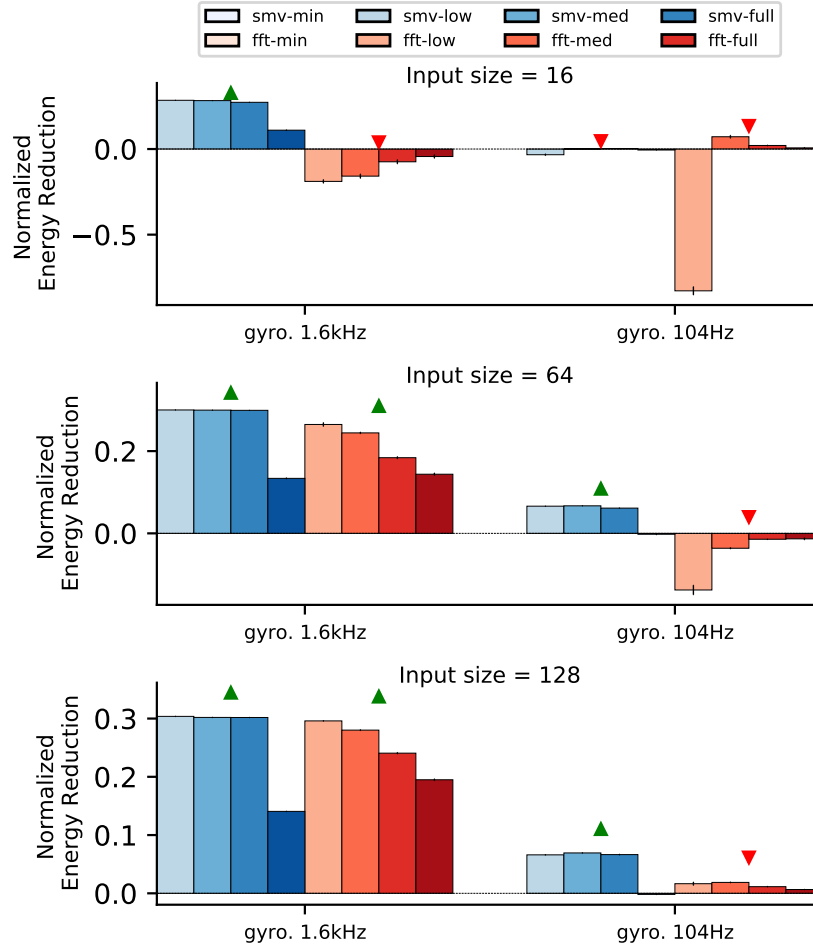 smv-min smv-low smv-med smv-full
fft-min fft-low fft-med fft-full
Input size = 16
Normalized
Energy Reduction
0.0
−0.5
gyro. 1.6kHz gyro. 104Hz
Input size = 64
Normalized
Energy Reduction
0.2
0.0
gyro. 1.6kHz gyro. 104Hz
Input size = 128
Normalized
Energy Reduction
0.3
0.2
0.1
0.0
gyro. 1.6kHz gyro. 104Hz